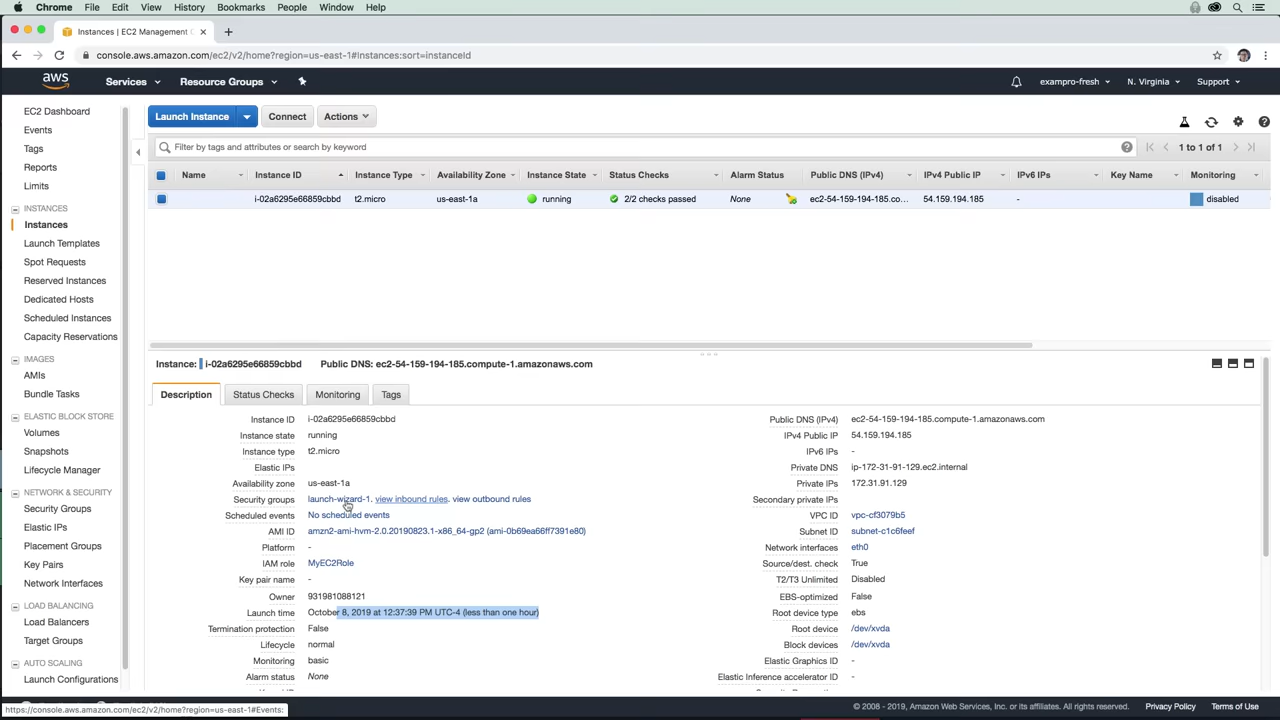 Chrome File Edit View History Bookmarks People Window Help
Instances | EC2 Management C
console.aws.amazon.com/ec2/v2/home?region=us-east-1#Instances:sort=instanceId
aws Services Resource Groups exampro-fresh N. Virginia Support
EC2 Dashboard
Events
Tags
Reports
Limits
INSTANCES
Instances
Launch Templates
Spot Requests
Reserved Instances
Dedicated Hosts
Scheduled Instances
Capacity Reservations
IMAGES
AMIs
Bundle Tasks
ELASTIC BLOCK STORE
Volumes
Snapshots
Lifecycle Manager
NETWORK & SECURITY
Security Groups
Elastic IPs
Placement Groups
Key Pairs
Network Interfaces
LOAD BALANCING
Load Balancers
Target Groups
AUTO SCALING
Launch Configurations
Launch Instance Connect Actions
Filter by tags and attributes or search by keyword 1 to 1 of 1
Name Instance ID Instance Type Availability Zone Instance State Status Checks Alarm Status Public DNS (IPv4) IPv4 Public IP IPv6 IPs Key Name Monitoring
i-02a6295e66859cbbd t2.micro us-east-1a running 2/2 checks passed None ec2-54-159-194-185.co... 54.159.194.185 - disabled
Instance: i-02a6295e66859cbbd Public DNS: ec2-54-159-194-185.compute-1.amazonaws.com
Description Status Checks Monitoring Tags
Instance ID i-02a6295e66859cbbd
Instance state running
Instance type t2.micro
Elastic IPs
Availability zone us-east-1a
Security groups launch-wizard-1. view inbound rules. view outbound rules
Scheduled events No scheduled events
AMI ID amzn2-ami-hvm-2.0.20190823.1-x86_64-gp2 (ami-0b69ea66ff7391e80)
Platform -
IAM role MyEC2Role
Key pair name -
Owner 931981088121
Launch time October 8, 2019 at 12:37:39 PM UTC-4 (less than one hour)
Termination protection False
Lifecycle normal
Monitoring basic
Alarm status None
Public DNS (IPv4) ec2-54-159-194-185.compute-1.amazonaws.com
IPv4 Public IP 54.159.194.185
IPv6 IPs -
Private DNS ip-172-31-91-129.ec2.internal
Private IPs 172.31.91.129
Secondary private IPs
VPC ID vpc-cf3079b5
Subnet ID subnet-c1c6feef
Network interfaces eth0
Source/dest. check True
T2/T3 Unlimited Disabled
EBS-optimized False
Root device type ebs
Root device /dev/xvda
Block devices /dev/xvda
Elastic Graphics ID -
Elastic Inference accelerator ID -
https://console.aws.amazon.com/ec2/v2/home?region=us-east-1#Events:
© 2008 - 2019, Amazon Web Services, Inc. or its affiliates. All rights reserved. Privacy Policy Terms of Use